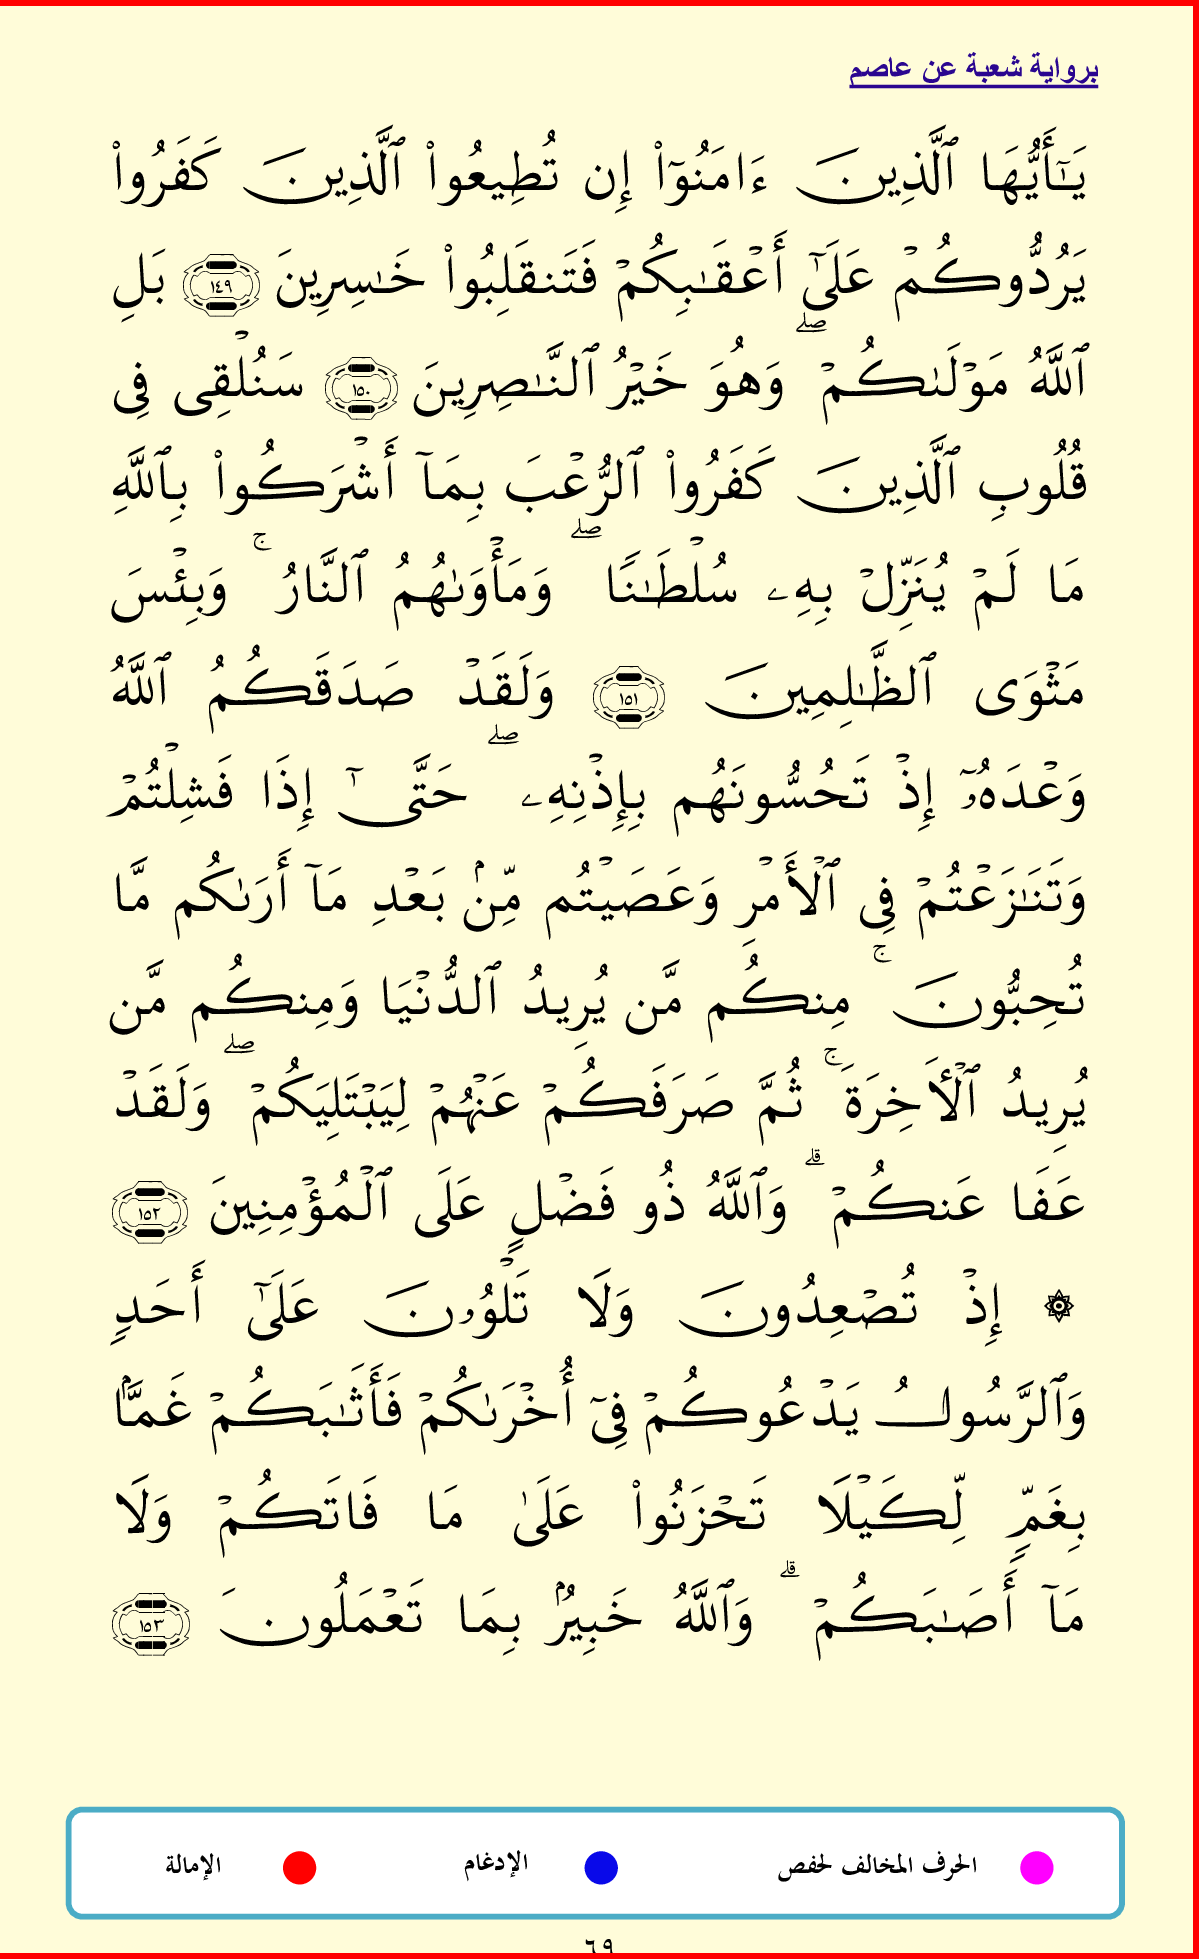 برواية شعبة عن عاصم
يَـٰٓأَيُّهَا ٱلَّذِينَ ءَامَنُوٓاْ إِن تُطِيعُواْ ٱلَّذِينَ كَفَرُواْ
يَرُدُّوكُمْ عَلَىٰٓ أَعْقَـٰبِكُمْ فَتَنقَلِبُواْ خَـٰسِرِينَ ١٤٩ بَلِ
ٱللَّهُ مَوْلَىٰكُمْ ۖ وَهُوَ خَيْرُ ٱلنَّـٰصِرِينَ ١٥٠ سَنُلْقِى فِى
قُلُوبِ ٱلَّذِينَ كَفَرُواْ ٱلرُّعْبَ بِمَآ أَشْرَكُواْ بِٱللَّهِ
مَا لَمْ يُنَزِّلْ بِهِۦ سُلْطَـٰنًا ۖ وَمَأْوَىٰهُمُ ٱلنَّارُ ۚ وَبِئْسَ
مَثْوَى ٱلظَّـٰلِمِينَ ١٥١ وَلَقَدْ صَدَقَكُمُ ٱللَّهُ
وَعْدَهُۥٓ إِذْ تَحُسُّونَهُم بِإِذْنِهِۦ ۖ حَتَّىٰٓ إِذَا فَشِلْتُمْ
وَتَنَـٰزَعْتُمْ فِى ٱلْأَمْرِ وَعَصَيْتُم مِّنۢ بَعْدِ مَآ أَرَىٰكُم مَّا
تُحِبُّونَ ۚ مِنكُم مَّن يُرِيدُ ٱلدُّنْيَا وَمِنكُم مَّن
يُرِيدُ ٱلْـَٔاخِرَةَ ۚ ثُمَّ صَرَفَكُمْ عَنْهُمْ لِيَبْتَلِيَكُمْ ۖ وَلَقَدْ
عَفَا عَنكُمْ ۗ وَٱللَّهُ ذُو فَضْلٍ عَلَى ٱلْمُؤْمِنِينَ ١٥٢
۞ إِذْ تُصْعِدُونَ وَلَا تَلْوُۥنَ عَلَىٰٓ أَحَدٍ
وَٱلرَّسُولُ يَدْعُوكُمْ فِىٓ أُخْرَىٰكُمْ فَأَثَـٰبَكُمْ غَمَّۢا
بِغَمٍّ لِّكَيْلَا تَحْزَنُواْ عَلَىٰ مَا فَاتَكُمْ وَلَا
مَآ أَصَـٰبَكُمْ ۗ وَٱللَّهُ خَبِيرٌۢ بِمَا تَعْمَلُونَ ١٥٣
الحرف المخالف لحفص الإدغام الإمالة
٦٩